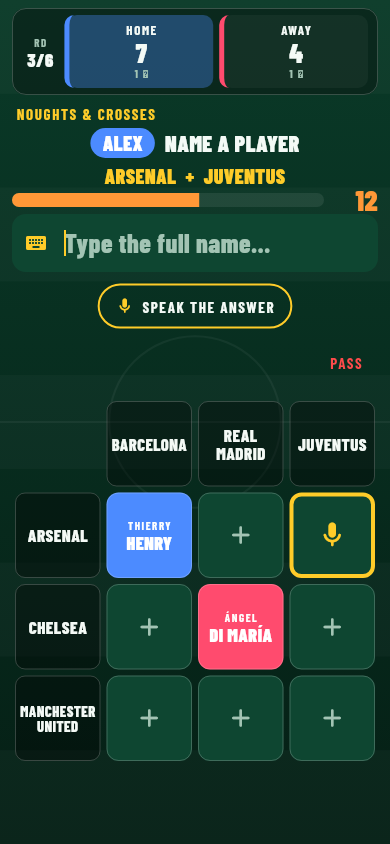 RD
3/6
HOME
7
1
AWAY
4
1
NOUGHTS & CROSSES
ALEX NAME A PLAYER
ARSENAL + JUVENTUS
12
Type the full name...
SPEAK THE ANSWER
PASS
BARCELONA
REAL
MADRID
JUVENTUS
ARSENAL
THIERRY
HENRY
+
CHELSEA
+
ÁNGEL
DI MARÍA
+
MANCHESTER
UNITED
+
+
+